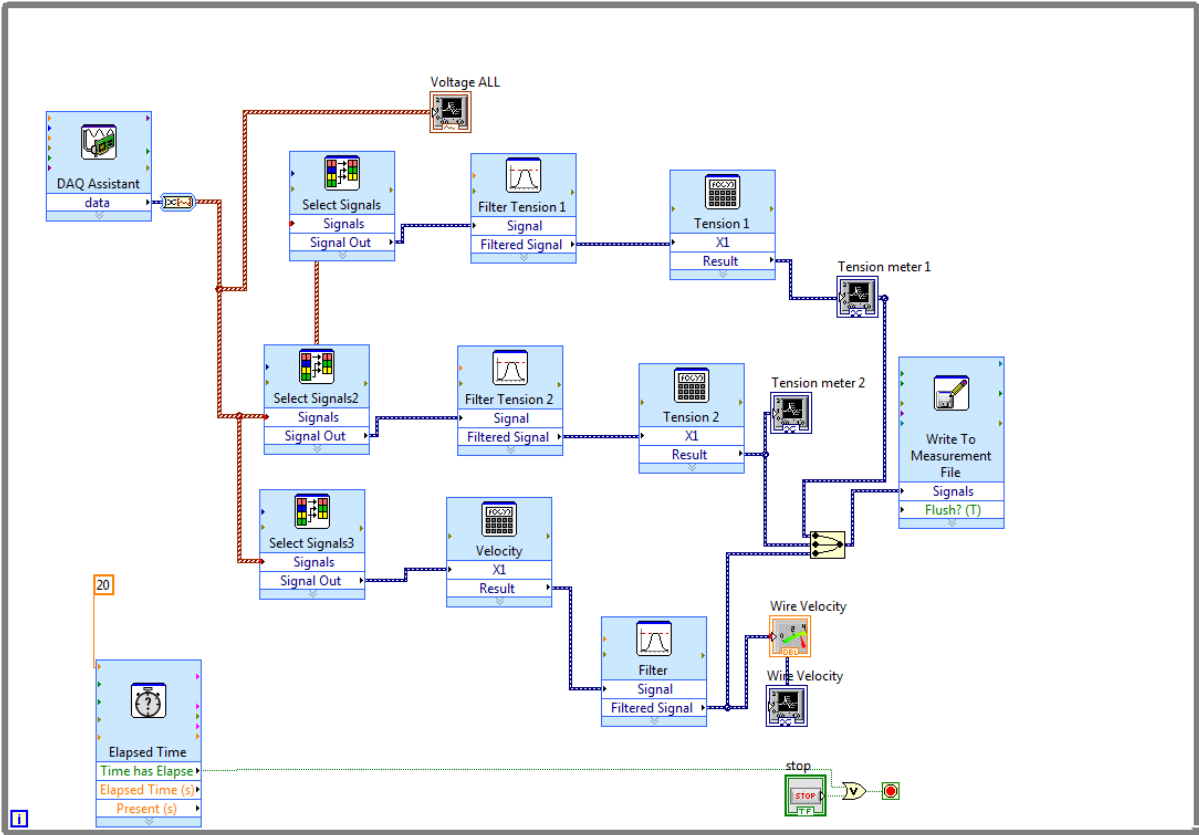 Voltage ALL
DAQ Assistant
data
Select Signals
Signals
Signal Out
Filter Tension 1
Signal
Filtered Signal
Tension 1
X1
Result
Tension meter 1
Select Signals2
Signals
Signal Out
Filter Tension 2
Signal
Filtered Signal
Tension 2
X1
Result
Tension meter 2
Write To
Measurement
File
Signals
Flush? (T)
Select Signals3
Signals
Signal Out
Velocity
X1
Result
20
Filter
Signal
Filtered Signal
Wire Velocity
DBL
Wire Velocity
Elapsed Time
Time has Elapse
Elapsed Time (s)
Present (s)
stop
STOP
TF
V
i